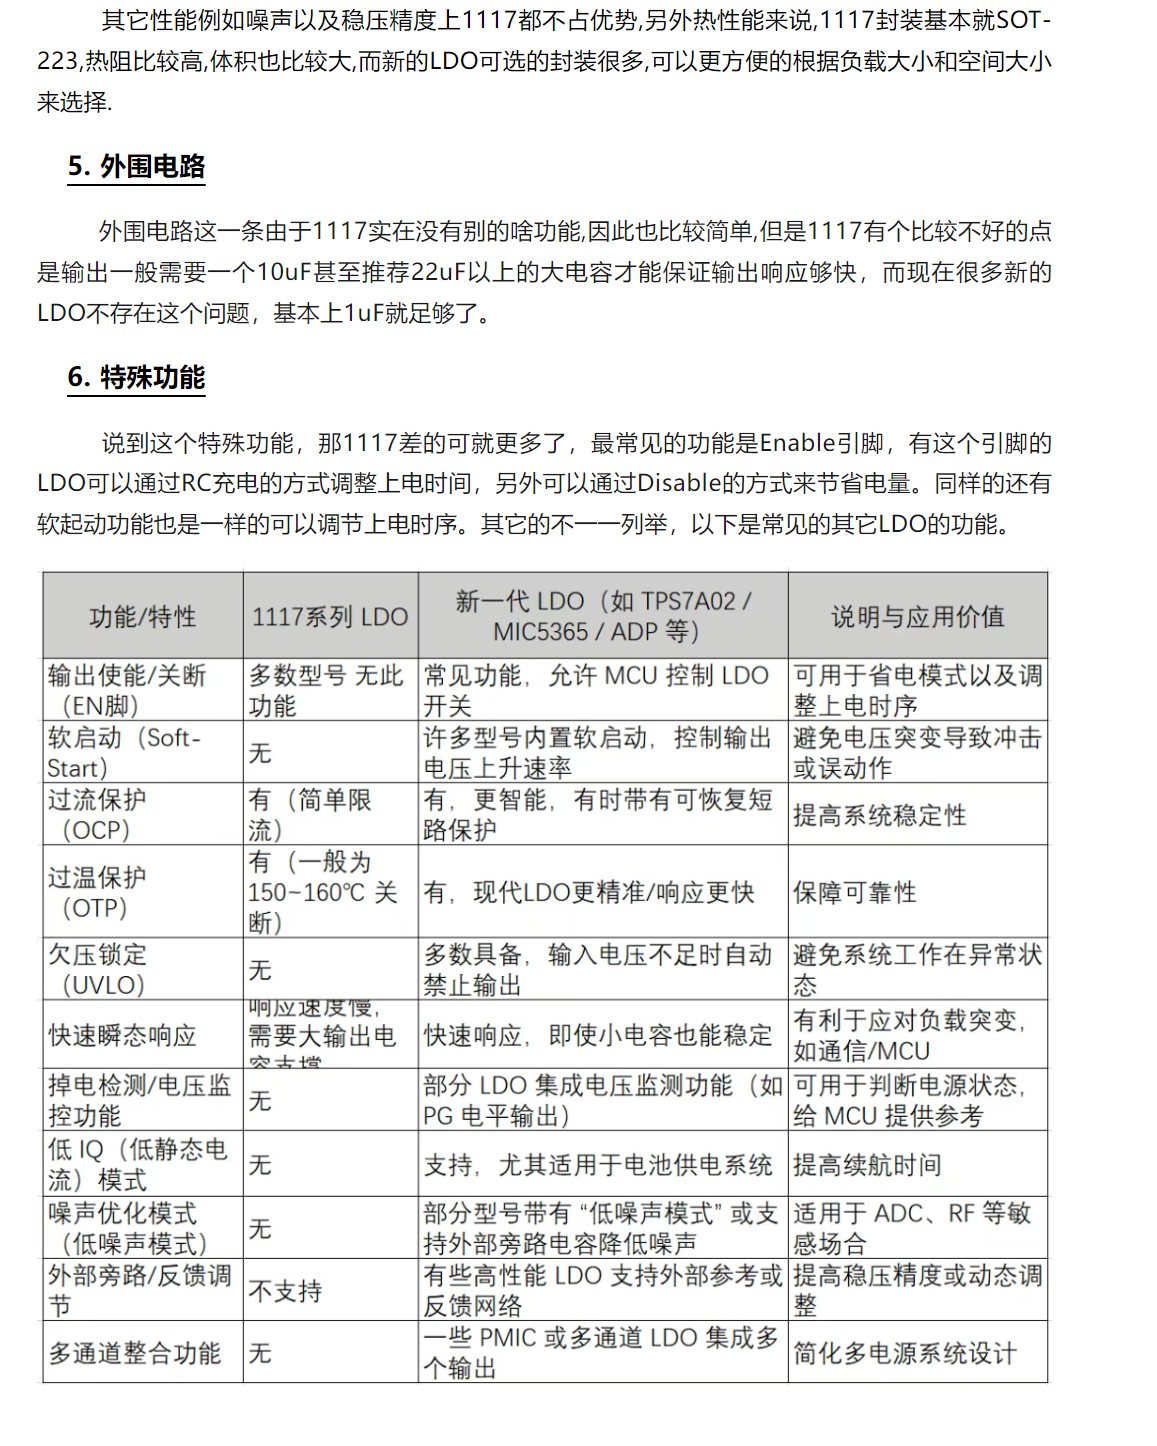 其它性能例如噪声以及稳压精度上1117都不占优势,另外热性能来说,1117封装基本就SOT-
223,热阻比较高,体积也比较大,而新的LDO可选的封装很多,可以更方便的根据负载大小和空间大小
来选择.
5. 外围电路
外围电路这一条由于1117实在没有别的啥功能,因此也比较简单,但是1117有个比较不好的点
是输出一般需要一个10uF甚至推荐22uF以上的大电容才能保证输出响应够快，而现在很多新的
LDO不存在这个问题，基本上1uF就足够了。
6. 特殊功能
说到这个特殊功能，那1117差的可就更多了，最常见的功能是Enable引脚，有这个引脚的
LDO可以通过RC充电的方式调整上电时间，另外可以通过Disable的方式来节省电量。同样的还有
软起动功能也是一样的可以调节上电时序。其它的不一一列举，以下是常见的其它LDO的功能。
功能/特性
1117系列 LDO
新一代 LDO（如 TPS7A02 /
MIC5365 / ADP 等）
说明与应用价值
输出使能/关断
（EN脚）
多数型号 无此
功能
常见功能，允许 MCU 控制 LDO
开关
可用于省电模式以及调
整上电时序
软启动（Soft-
Start）
无
许多型号内置软启动，控制输出
电压上升速率
避免电压突变导致冲击
或误动作
过流保护
（OCP）
有（简单限
流）
有，更智能，有时带有可恢复短
路保护
提高系统稳定性
过温保护
（OTP）
有（一般为
150~160℃ 关
断）
有，现代LDO更精准/响应更快
保障可靠性
欠压锁定
（UVLO）
无
多数具备，输入电压不足时自动
禁止输出
避免系统工作在异常状
态
快速瞬态响应
响应速度慢，
需要大输出电
容支撑
快速响应，即使小电容也能稳定
有利于应对负载突变，
如通信/MCU
掉电检测/电压监
控功能
无
部分 LDO 集成电压监测功能（如
PG 电平输出）
可用于判断电源状态，
给 MCU 提供参考
低 IQ（低静态电
流）模式
无
支持，尤其适用于电池供电系统
提高续航时间
噪声优化模式
（低噪声模式）
无
部分型号带有 “低噪声模式” 或支
持外部旁路电容降低噪声
适用于 ADC、RF 等敏
感场合
外部旁路/反馈调
节
不支持
有些高性能 LDO 支持外部参考或
反馈网络
提高稳压精度或动态调
整
多通道整合功能
无
一些 PMIC 或多通道 LDO 集成多
个输出
简化多电源系统设计